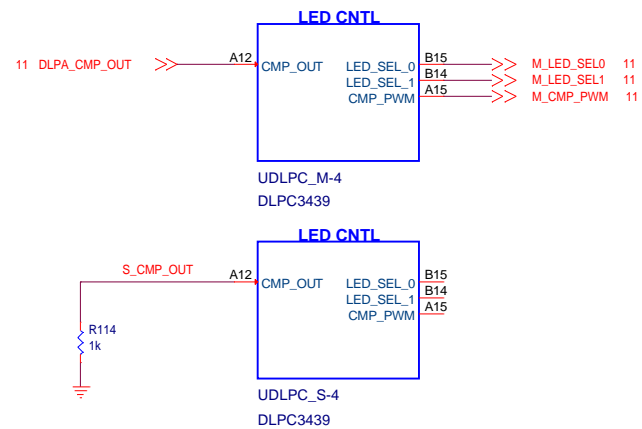 LED CNTL
11 DLPA_CMP_OUT
A12
CMP_OUT
LED_SEL_0
B15
M_LED_SEL0 11
LED_SEL_1
B14
M_LED_SEL1 11
CMP_PWM
A15
M_CMP_PWM 11
UDLPC_M-4
DLPC3439
LED CNTL
S_CMP_OUT
A12
CMP_OUT
LED_SEL_0
B15
LED_SEL_1
B14
CMP_PWM
A15
R114
1k
UDLPC_S-4
DLPC3439